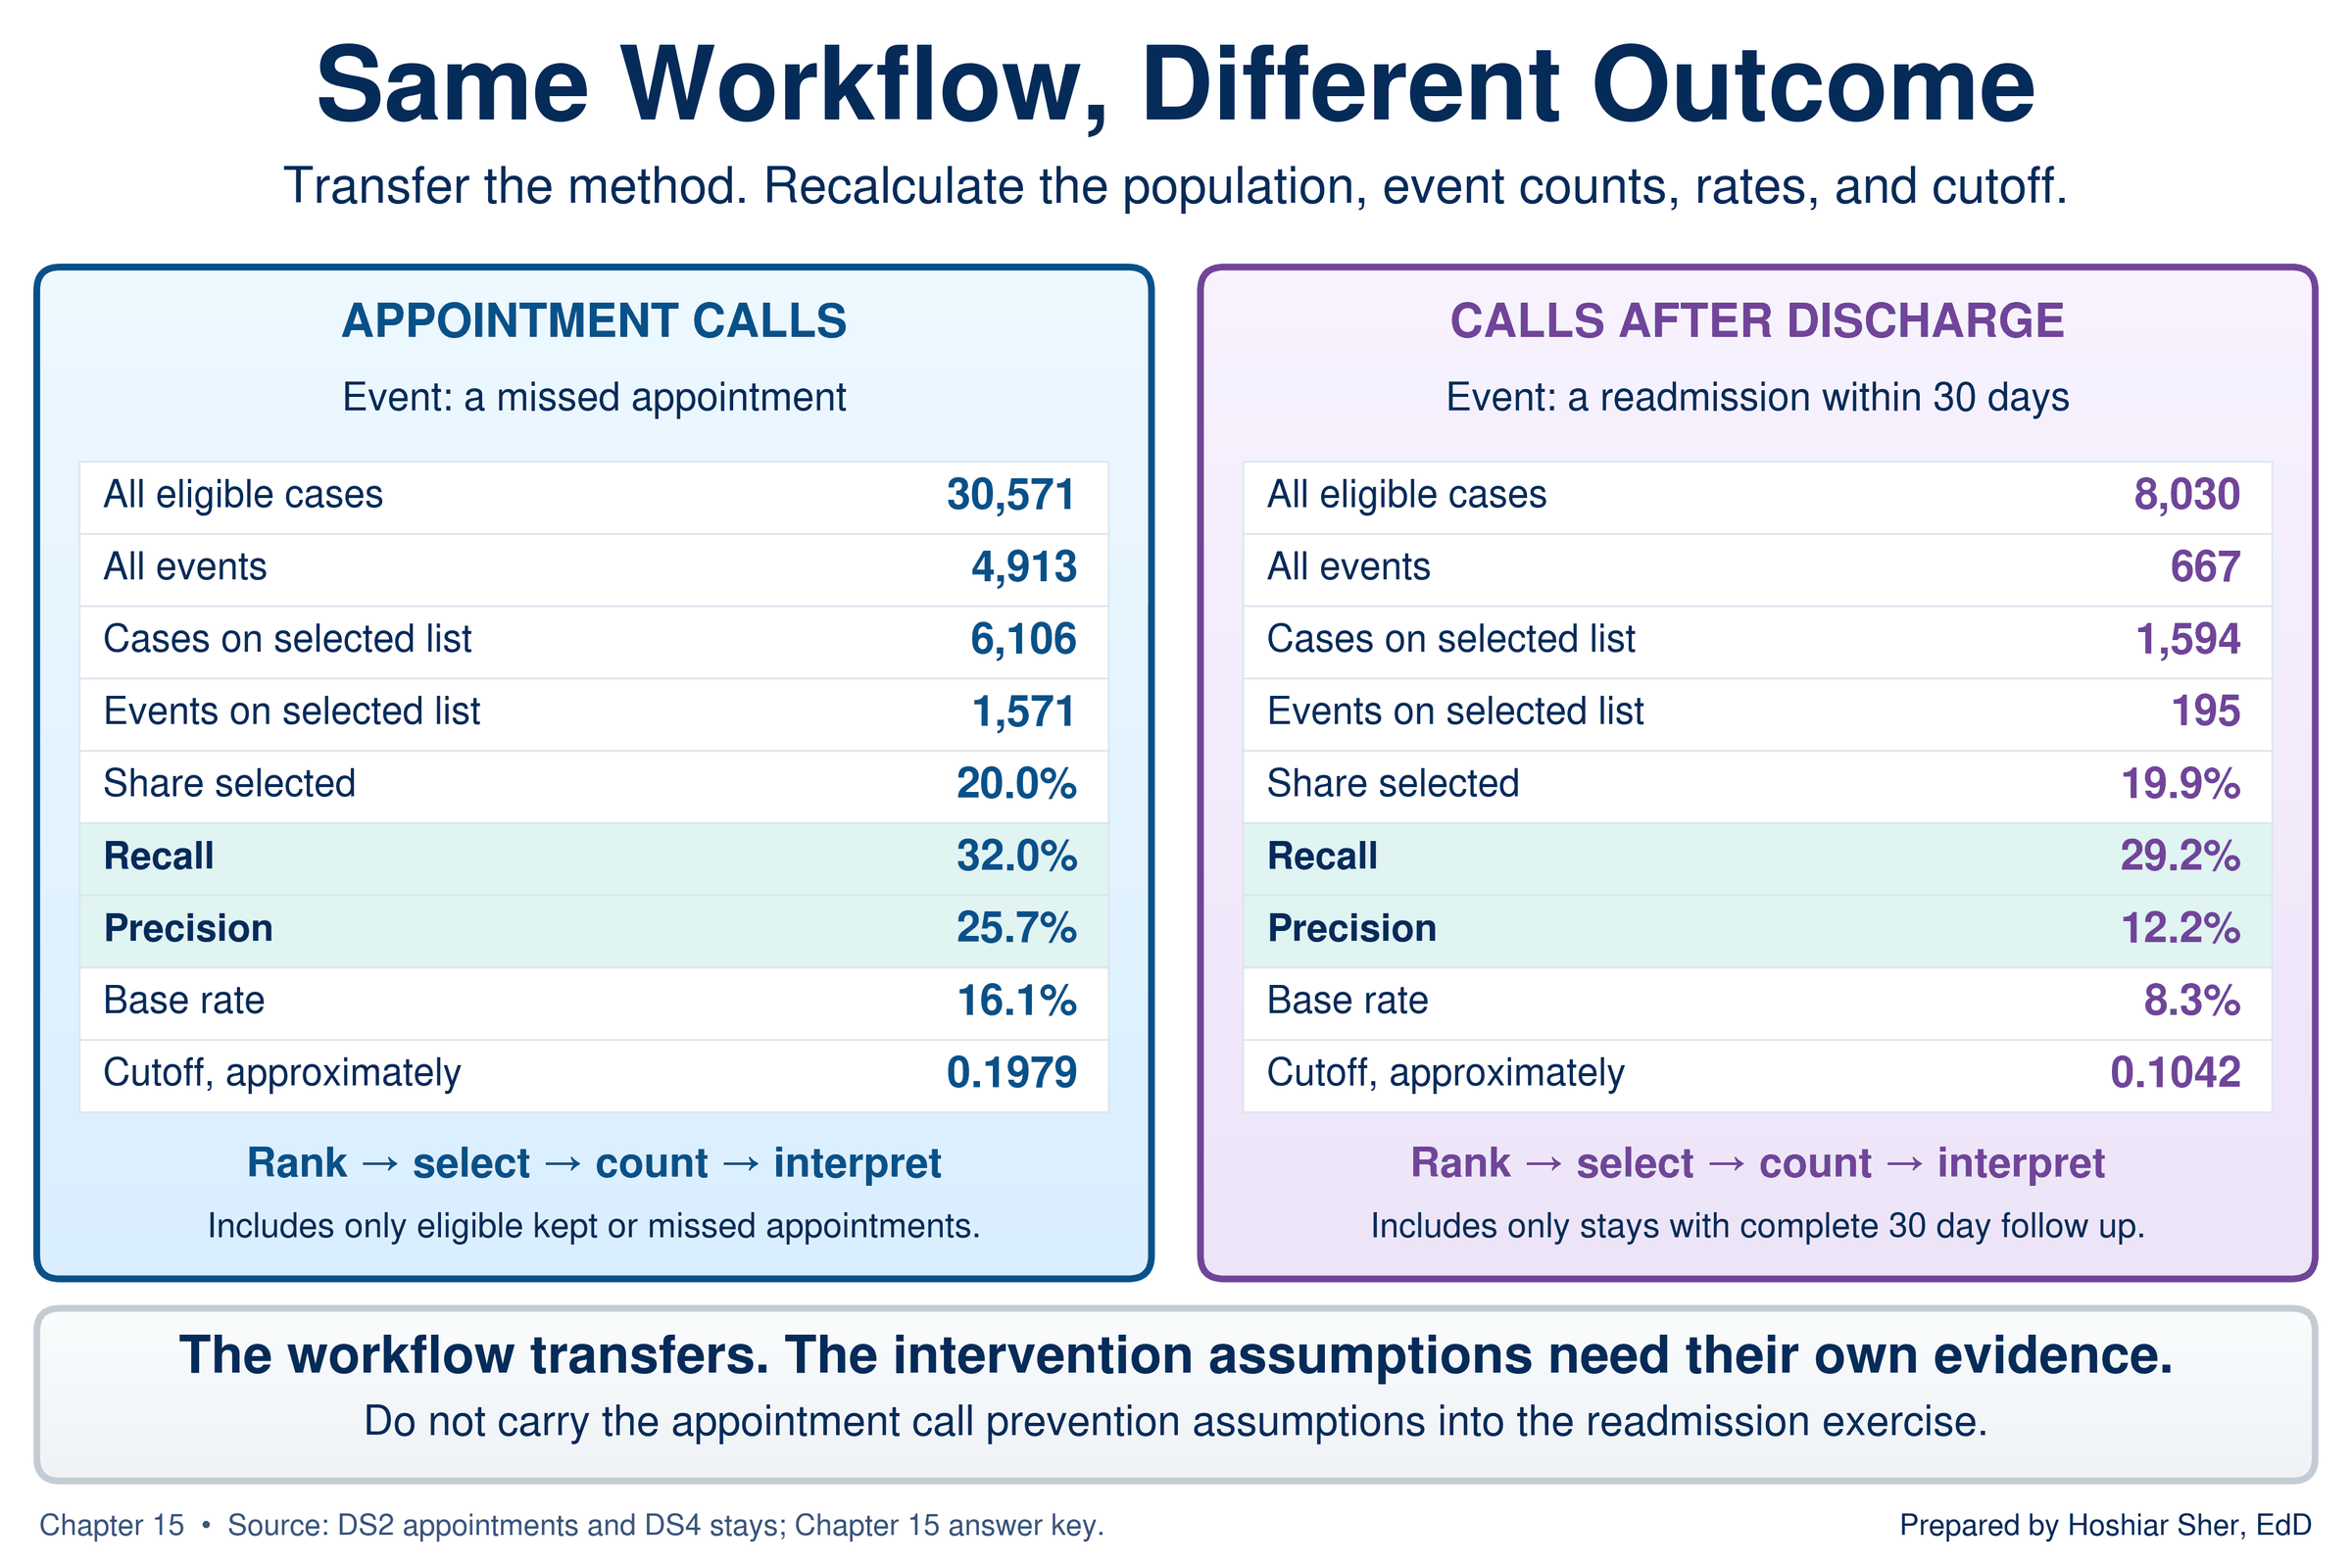 Same Workflow, Different Outcome
Transfer the method. Recalculate the population, event counts, rates, and cutoff.
APPOINTMENT CALLS
Event: a missed appointment
All eligible cases 30,571
All events 4,913
Cases on selected list 6,106
Events on selected list 1,571
Share selected 20.0%
Recall 32.0%
Precision 25.7%
Base rate 16.1%
Cutoff, approximately 0.1979
Rank → select → count → interpret
Includes only eligible kept or missed appointments.
CALLS AFTER DISCHARGE
Event: a readmission within 30 days
All eligible cases 8,030
All events 667
Cases on selected list 1,594
Events on selected list 195
Share selected 19.9%
Recall 29.2%
Precision 12.2%
Base rate 8.3%
Cutoff, approximately 0.1042
Rank → select → count → interpret
Includes only stays with complete 30 day follow up.
The workflow transfers. The intervention assumptions need their own evidence.
Do not carry the appointment call prevention assumptions into the readmission exercise.
Chapter 15 • Source: DS2 appointments and DS4 stays; Chapter 15 answer key.
Prepared by Hoshiar Sher, EdD